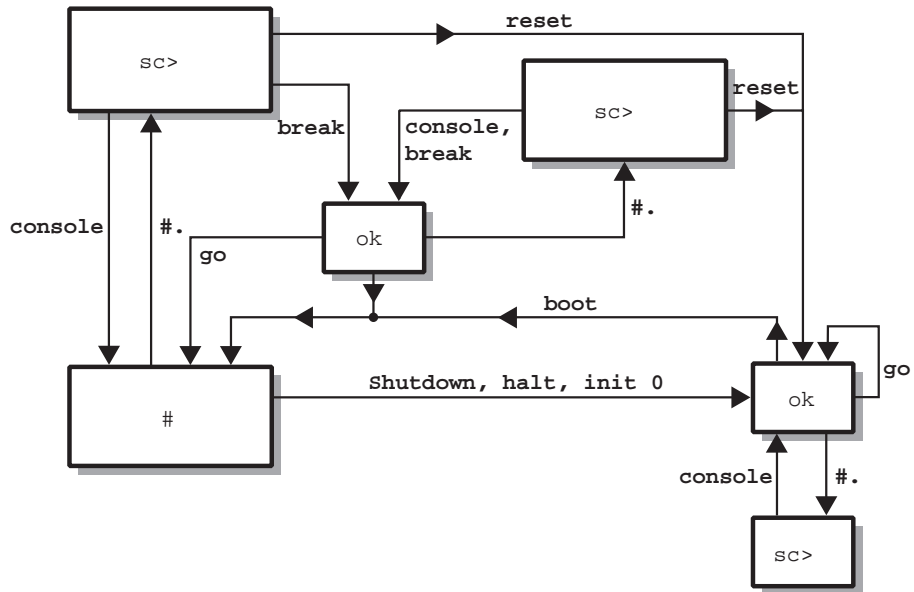 reset
sc>
reset
sc>
break
console,
break
console
#.
#.
ok
go
boot
Shutdown, halt, init 0
go
ok
#
console
#.
sc>